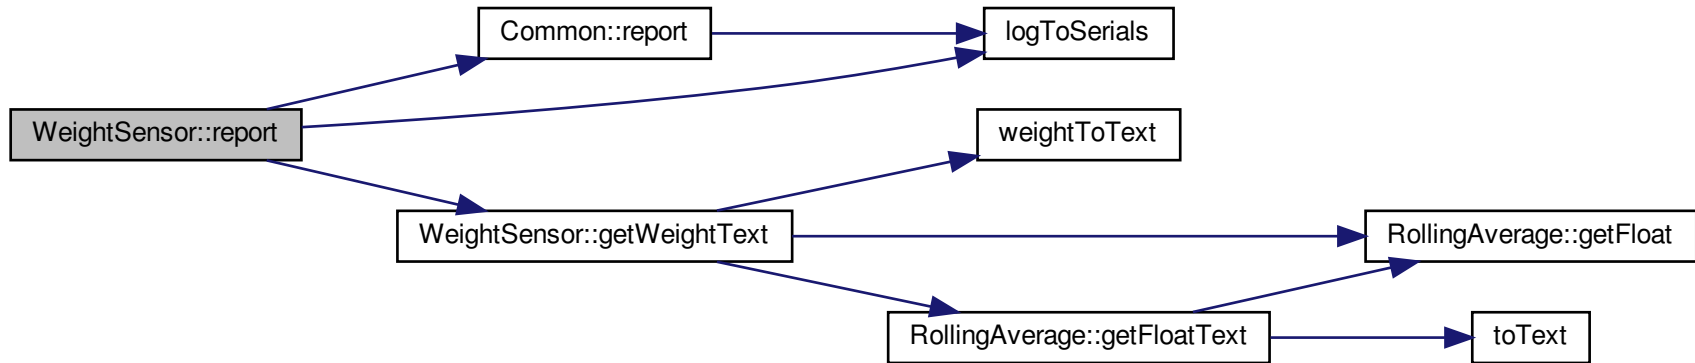 Common::report
logToSerials
WeightSensor::report
weightToText
WeightSensor::getWeightText
RollingAverage::getFloat
RollingAverage::getFloatText
toText